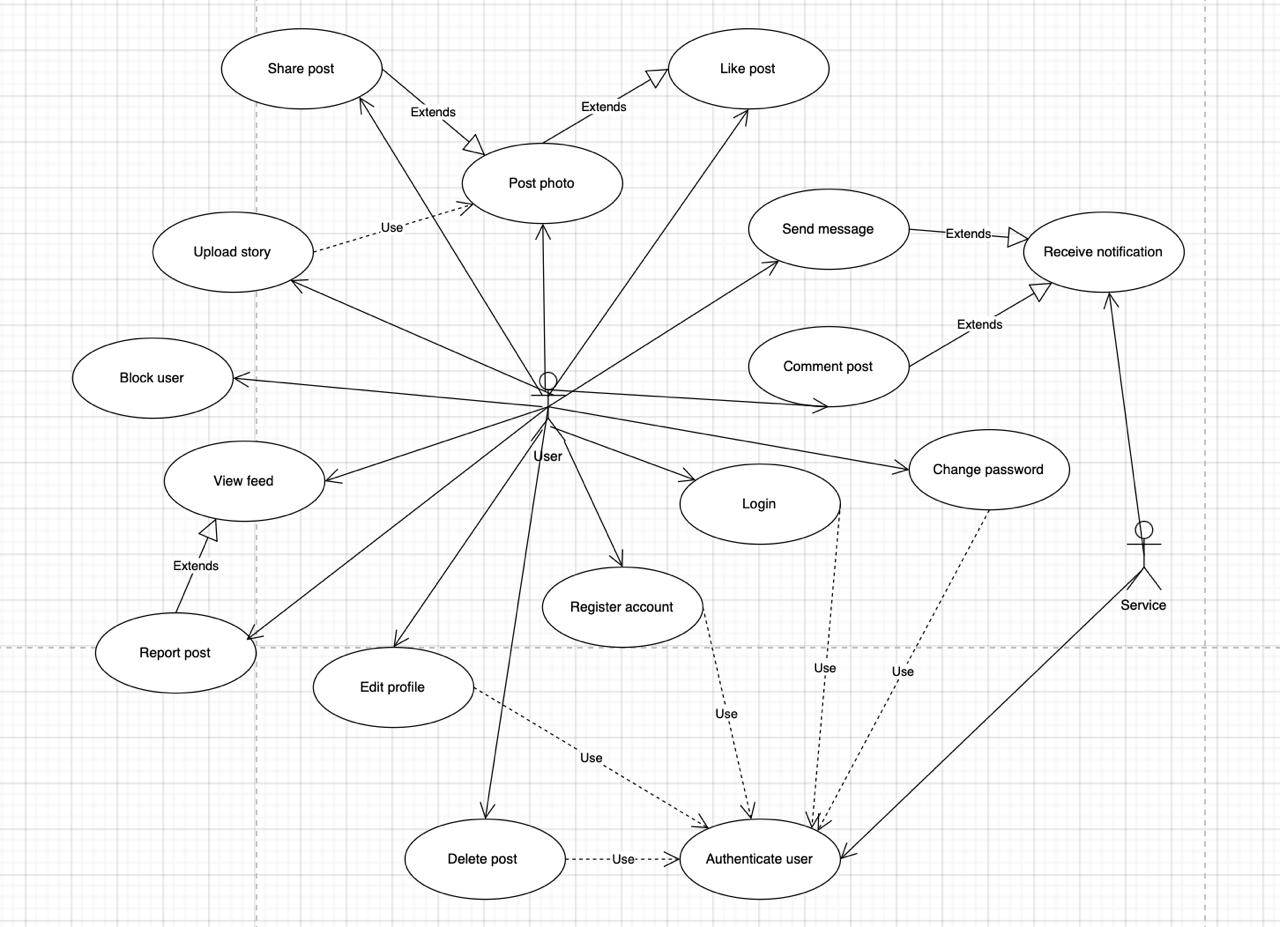 Share post
Like post
Extends
Extends
Post photo
Upload story
Use
Send message
Extends
Receive notification
Extends
Block user
Comment post
User
View feed
Change password
Login
Extends
Register account
Service
Report post
Edit profile
Use
Use
Use
Use
Delete post
Use
Authenticate user